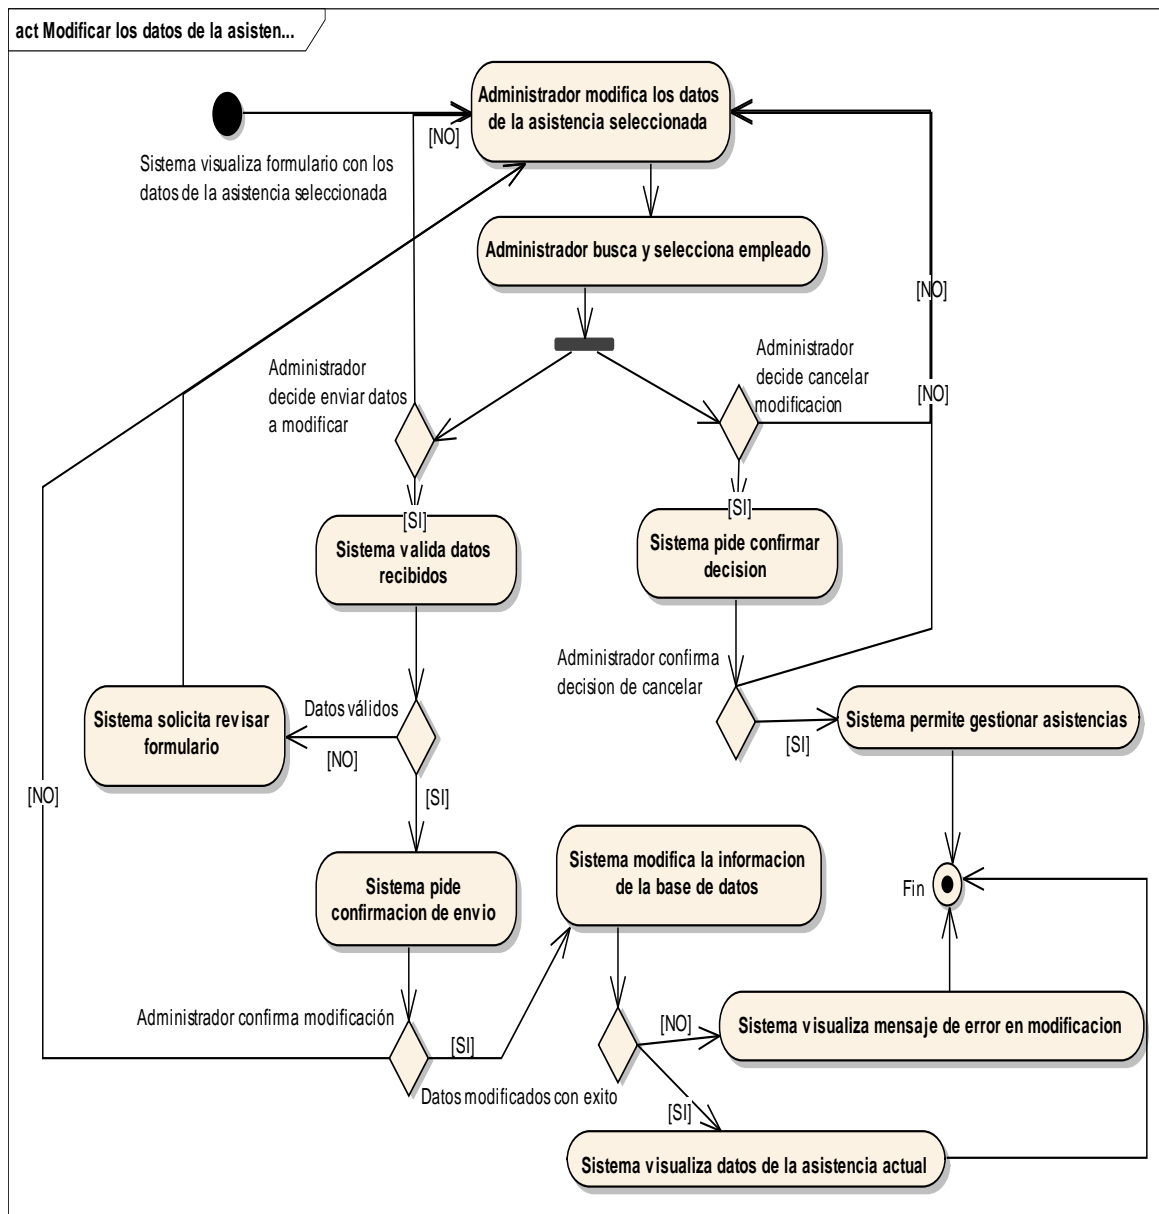 act Modificar los datos de la asisten...
Administrador modifica los datos
de la asistencia seleccionada
[NO]
Sistema visualiza formulario con los
datos de la asistencia seleccionada
Administrador busca y selecciona empleado
[NO]
Administrador
decide enviar datos
a modificar
Administrador
decide cancelar
modificacion
[NO]
[SI]
[SI]
Sistema valida datos
recibidos
Sistema pide confirmar
decision
Administrador confirma
decision de cancelar
Sistema solicita revisar
formulario
Datos válidos
[NO]
Sistema permite gestionar asistencias
[SI]
[NO]
[SI]
Sistema pide
confirmacion de envio
Sistema modifica la informacion
de la base de datos
Fin
Administrador confirma modificación
[SI]
[NO]
Sistema visualiza mensaje de error en modificacion
Datos modificados con exito
[SI]
Sistema visualiza datos de la asistencia actual